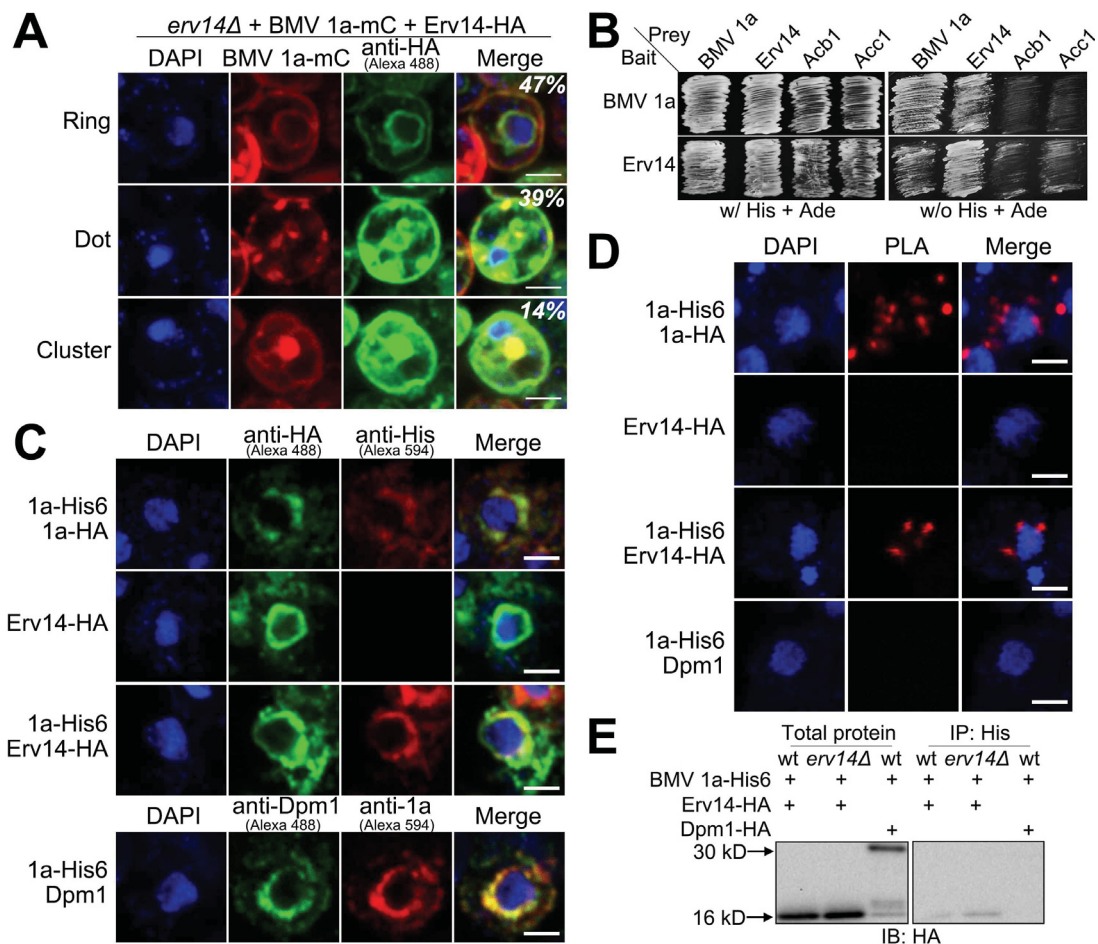 A
erv14Δ + BMV 1a-mC + Erv14-HA
DAPI BMV 1a-mC anti-HA (Alexa 488) Merge
Ring
47%
Dot
39%
Cluster
14%
B
Prey
Bait
BMV 1a Erv14 Acb1 Acc1 BMV 1a Erv14 Acb1 Acc1
BMV 1a
Erv14
w/ His + Ade w/o His + Ade
C
DAPI anti-HA (Alexa 488) anti-His (Alexa 594) Merge
1a-His6
1a-HA
Erv14-HA
1a-His6
Erv14-HA
DAPI anti-Dpm1 (Alexa 488) anti-1a (Alexa 594) Merge
1a-His6
Dpm1
D
DAPI PLA Merge
1a-His6
1a-HA
Erv14-HA
1a-His6
Erv14-HA
1a-His6
Dpm1
E
Total protein IP: His
wt erv14Δ wt wt erv14Δ wt
BMV 1a-His6 + + + + + +
Erv14-HA + + + +
Dpm1-HA + +
30 kD
16 kD
IB: HA